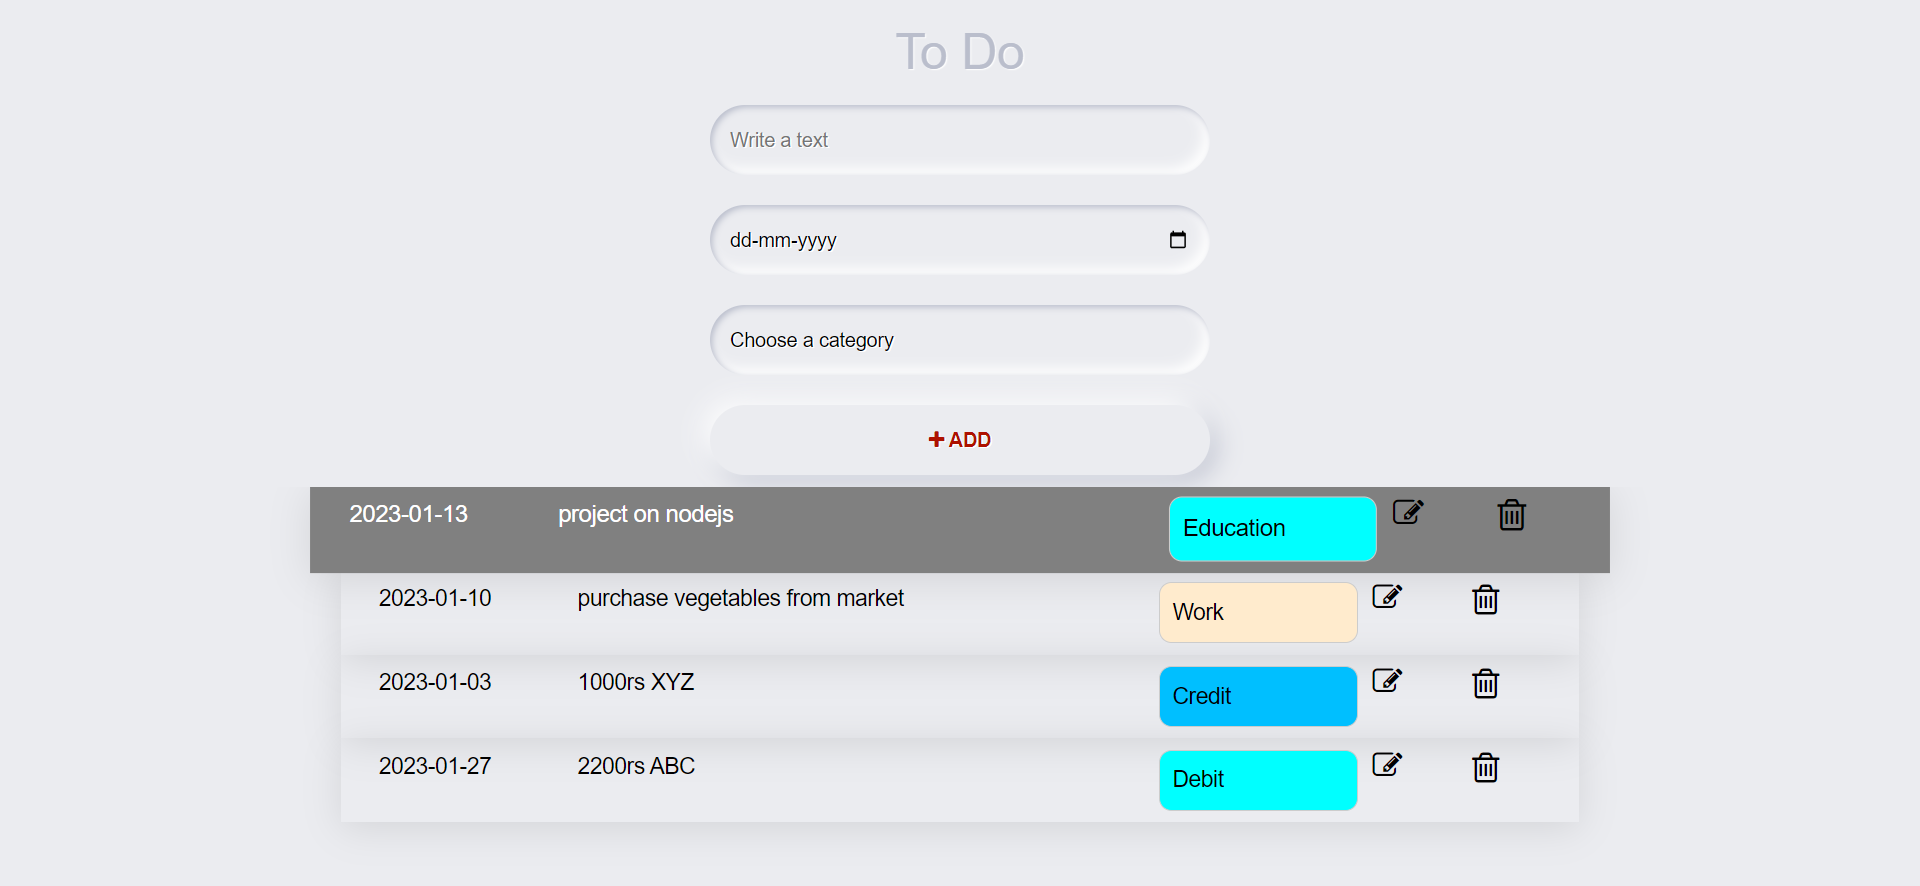 To Do
Write a text
dd-mm-yyyy
Choose a category
ADD
2023-01-13 project on nodejs Education
2023-01-10 purchase vegetables from market Work
2023-01-03 1000rs XYZ Credit
2023-01-27 2200rs ABC Debit